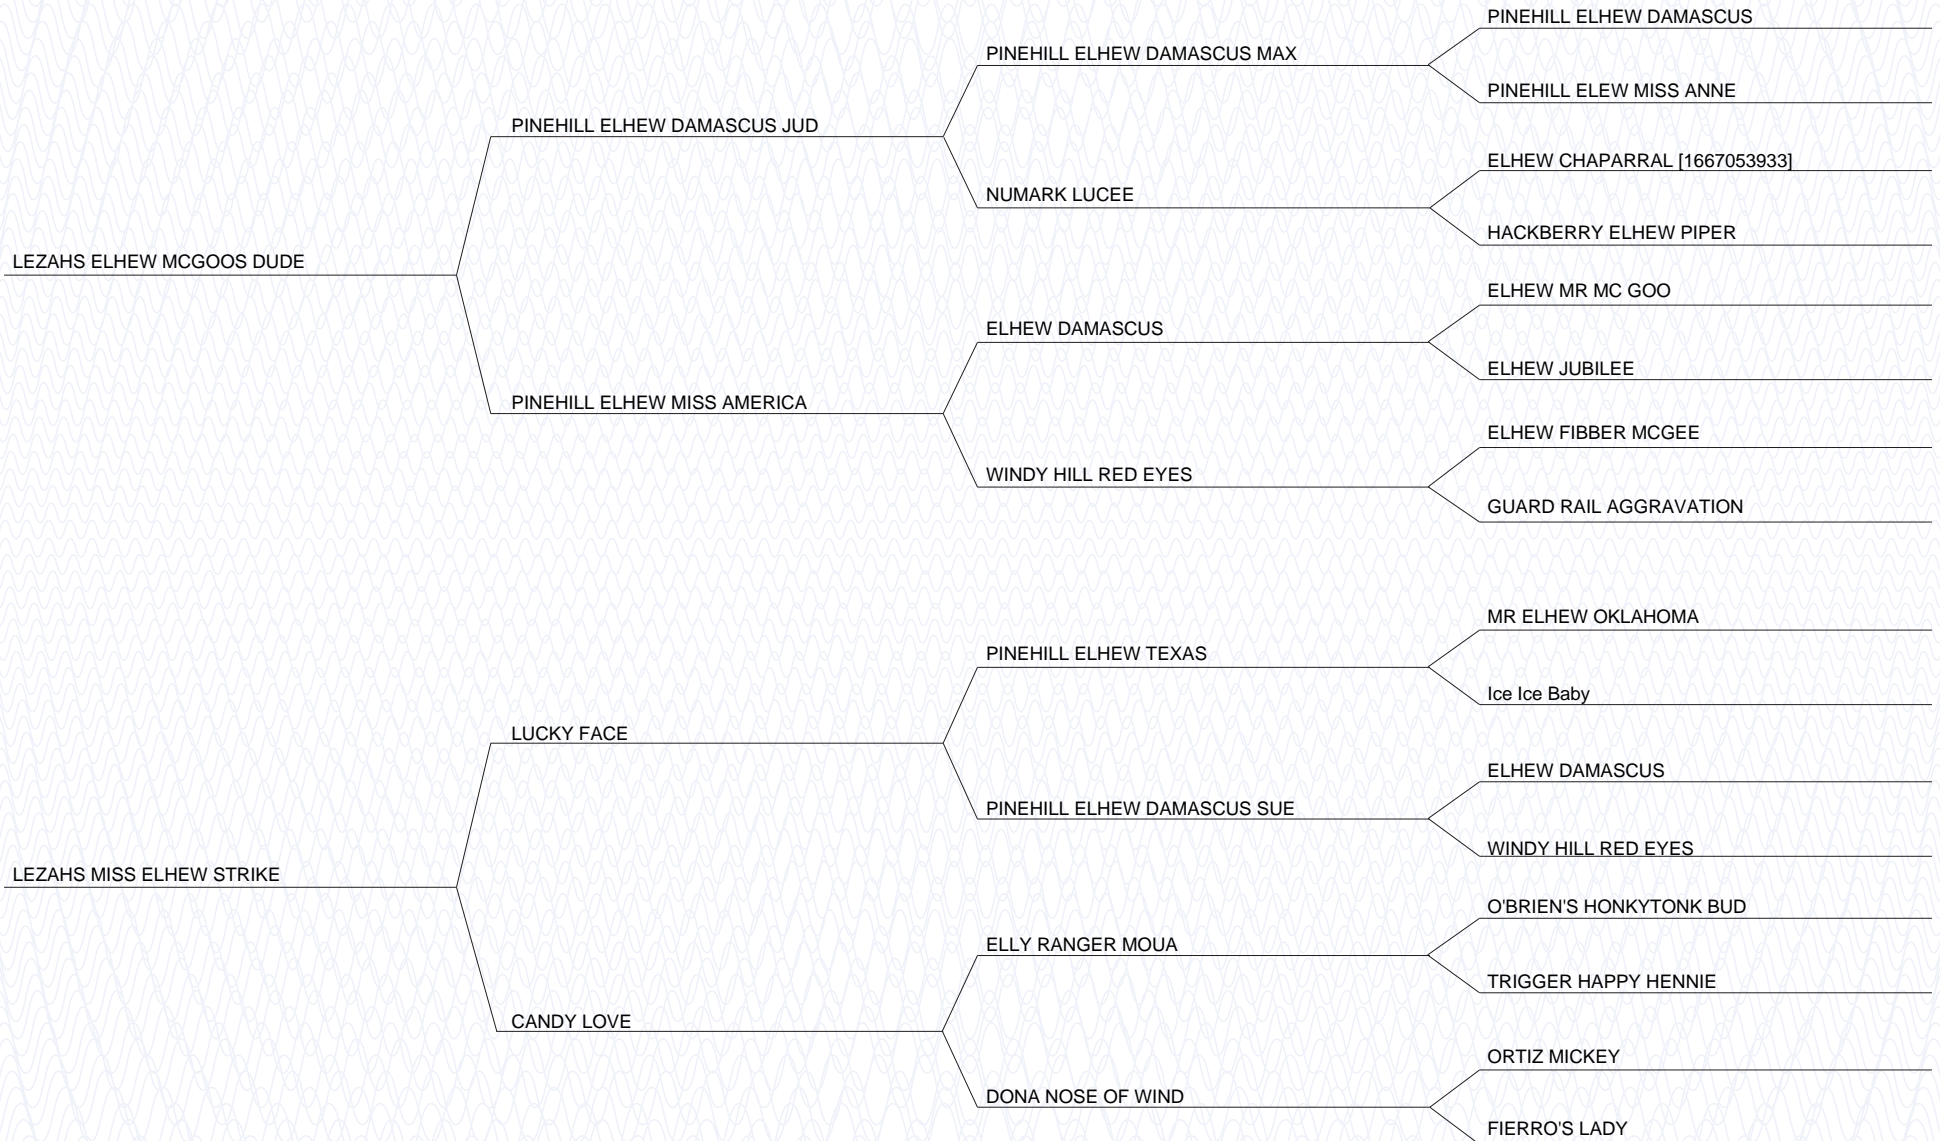 PINEHILL ELHEW DAMASCUS
PINEHILL ELHEW DAMASCUS MAX
PINEHILL ELEW MISS ANNE
PINEHILL ELHEW DAMASCUS JUD
ELHEW CHAPARRAL [1667053933]
NUMARK LUCEE
HACKBERRY ELHEW PIPER
LEZAHS ELHEW MCGOOS DUDE
ELHEW MR MC GOO
ELHEW DAMASCUS
ELHEW JUBILEE
PINEHILL ELHEW MISS AMERICA
ELHEW FIBBER MCGEE
WINDY HILL RED EYES
GUARD RAIL AGGRAVATION
MR ELHEW OKLAHOMA
PINEHILL ELHEW TEXAS
Ice Ice Baby
LUCKY FACE
ELHEW DAMASCUS
PINEHILL ELHEW DAMASCUS SUE
WINDY HILL RED EYES
LEZAHS MISS ELHEW STRIKE
O'BRIEN'S HONKYTONK BUD
ELLY RANGER MOUA
TRIGGER HAPPY HENNIE
CANDY LOVE
ORTIZ MICKEY
DONA NOSE OF WIND
FIERRO'S LADY